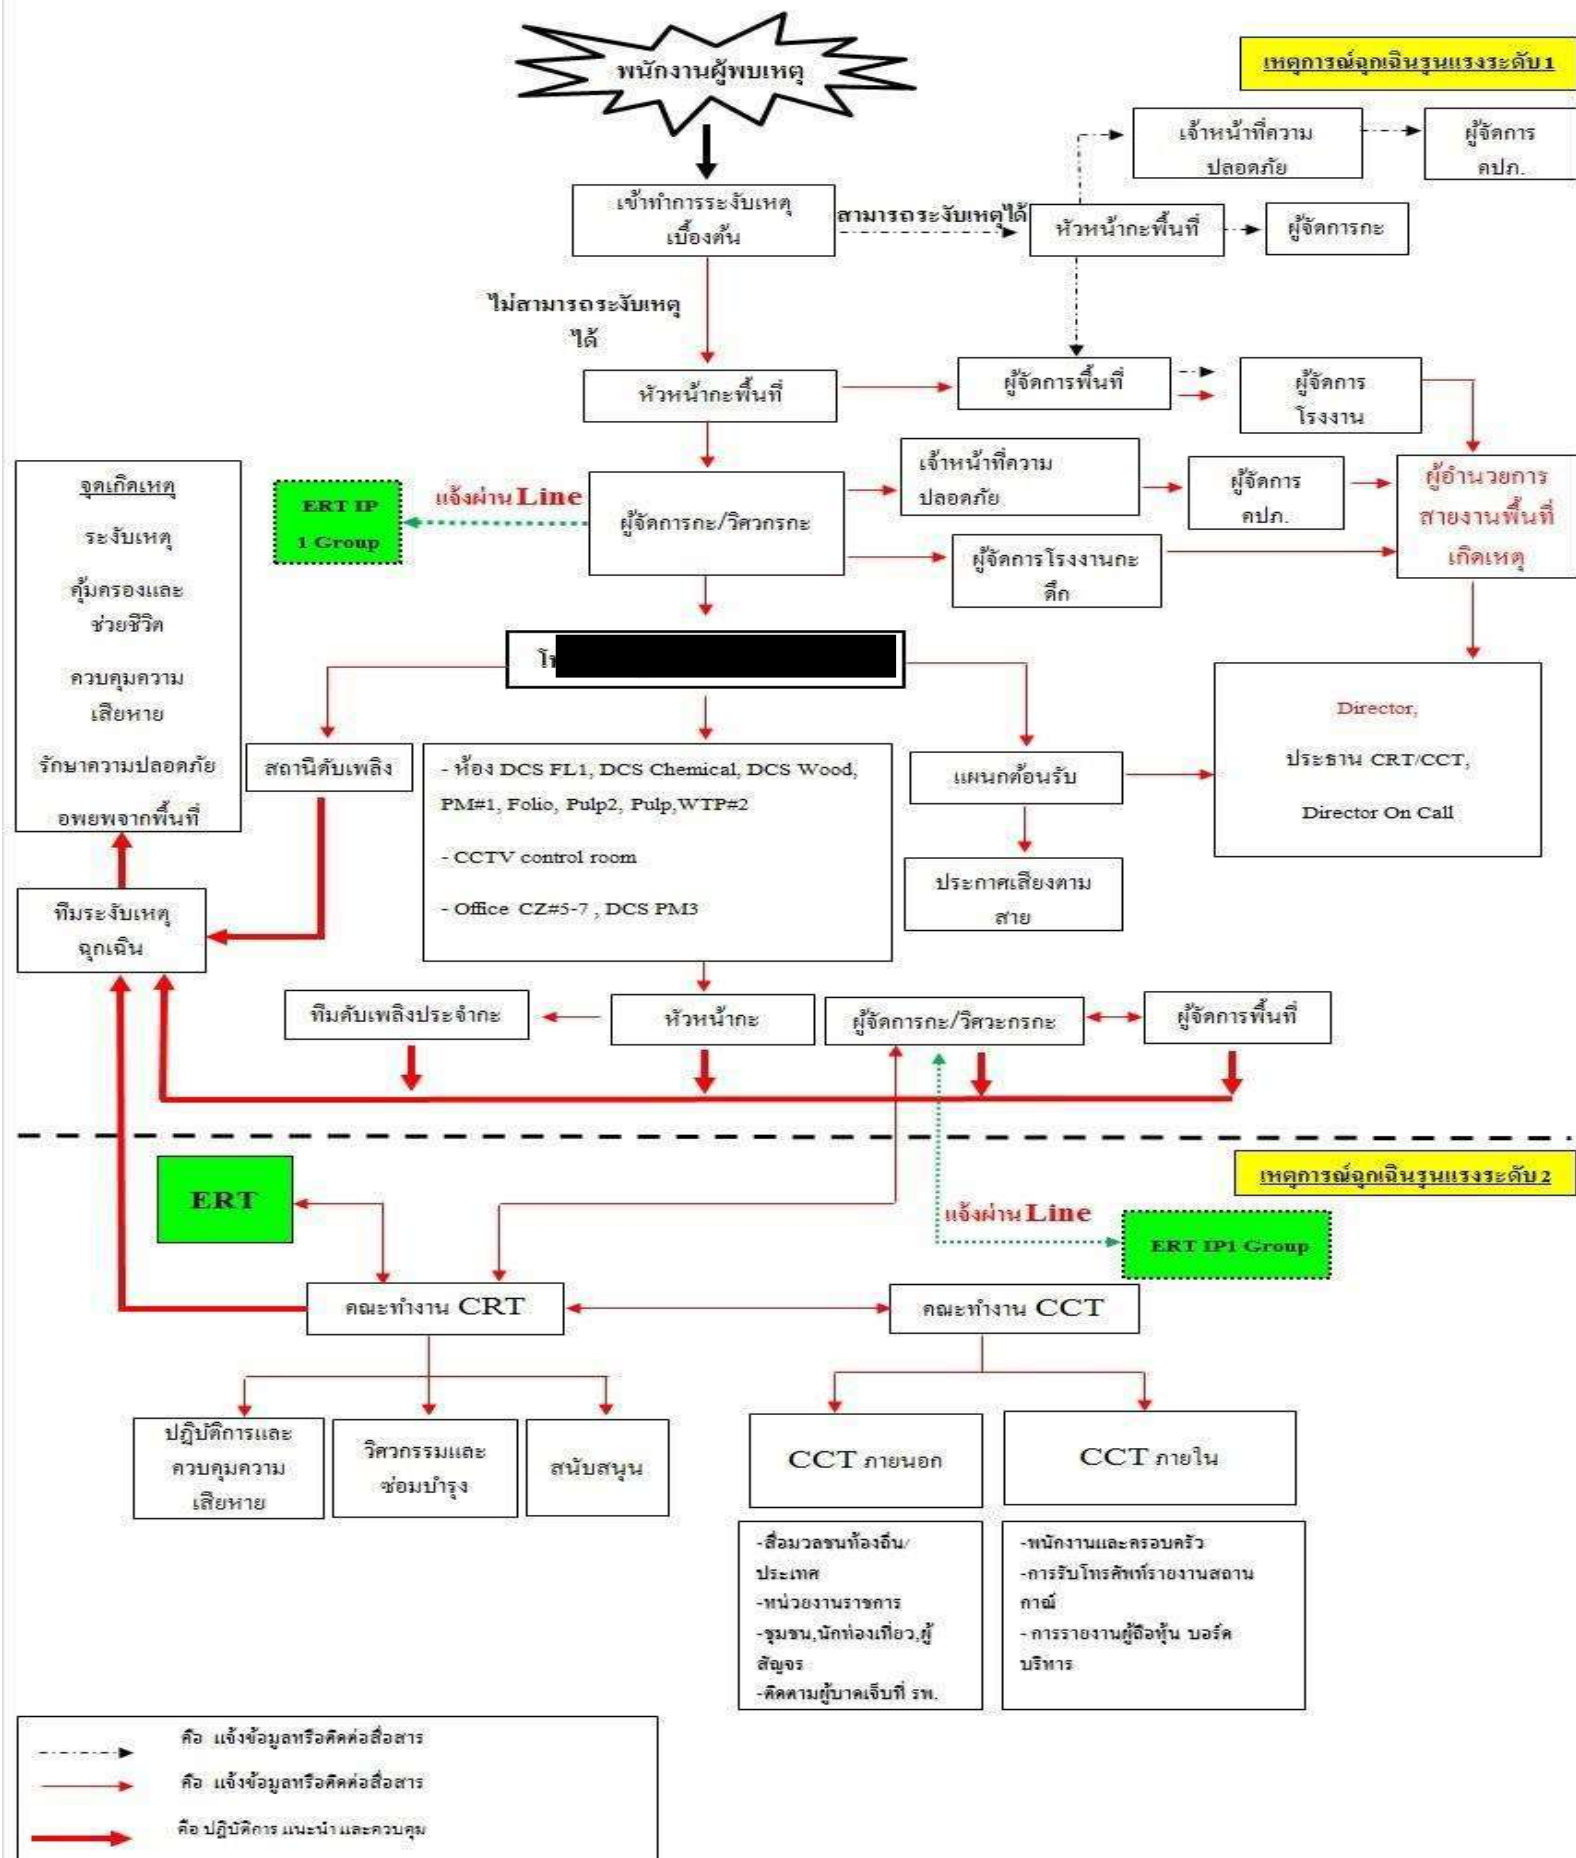 พนักงานผู้พบเหตุ
เหตุการณ์ฉุกเฉินรุนแรงระดับ 1
เข้าทำการระงับเหตุ
เบื้องต้น
สามารถระงับเหตุได้
เจ้าหน้าที่ความ
ปลอดภัย
ผู้จัดการ
คปภ.
หัวหน้ากะพื้นที่
ผู้จัดการกะ
ไม่สามารถระงับเหตุ
ได้
หัวหน้ากะพื้นที่
ผู้จัดการพื้นที่
ผู้จัดการ
โรงงาน
จุดเกิดเหตุ
ระงับเหตุ
คุ้มครองและ
ช่วยชีวิต
ควบคุมความ
เสียหาย
รักษาความปลอดภัย
อพยพจากพื้นที่
ERT IP
1 Group
แจ้งผ่าน Line
ผู้จัดการกะ/วิศวกรกะ
เจ้าหน้าที่ความ
ปลอดภัย
ผู้จัดการ
คปภ.
ผู้อำนวยการ
สายงานพื้นที่
เกิดเหตุ
ผู้จัดการโรงงานกะ
ดึก
สถานีดับเพลิง
- ห้อง DCS FL1, DCS Chemical, DCS Wood,
PM#1, Folio, Pulp2, Pulp,WTP#2
- CCTV control room
- Office CZ#5-7 , DCS PM3
แผนกต้อนรับ
ประกาศเสียงตาม
สาย
Director,
ประธาน CRT/CCT,
Director On Call
ทีมระงับเหตุ
ฉุกเฉิน
ทีมดับเพลิงประจำกะ
หัวหน้ากะ
ผู้จัดการกะ/วิศวะกรกะ
ผู้จัดการพื้นที่
เหตุการณ์ฉุกเฉินรุนแรงระดับ 2
ERT
แจ้งผ่าน Line
ERT IP1 Group
คณะทำงาน CRT
คณะทำงาน CCT
ปฏิบัติการและ
ควบคุมความ
เสียหาย
วิศวกรรมและ
ซ่อมบำรุง
สนับสนุน
CCT ภายนอก
CCT ภายใน
-สื่อมวลชนท้องถิ่น/
ประเทศ
-หน่วยงานราชการ
-ชุมชน,นักท่องเที่ยว,ผู้
สัญจร
-ติดตามผู้บาดเจ็บที่ รพ.
-พนักงานและครอบครัว
-การรับโทรศัพท์รายงานสถาน
กาณ์
- การรายงานผู้ถือหุ้น บอร์ด
บริหาร
คือ แจ้งข้อมูลหรือติดต่อสื่อสาร
คือ แจ้งข้อมูลหรือติดต่อสื่อสาร
คือ ปฏิบัติการ แนะนำ และควบคุม